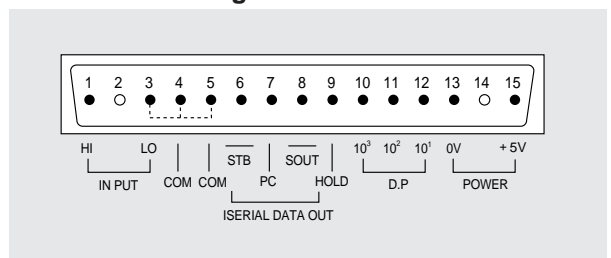 g
1 2 3 4 5 6 7 8 9 10 11 12 13 14 15
HI LO STB SOUT 10³ 10² 10¹ 0V + 5V
IN PUT COM COM PC HOLD D.P POWER
ISERIAL DATA OUT